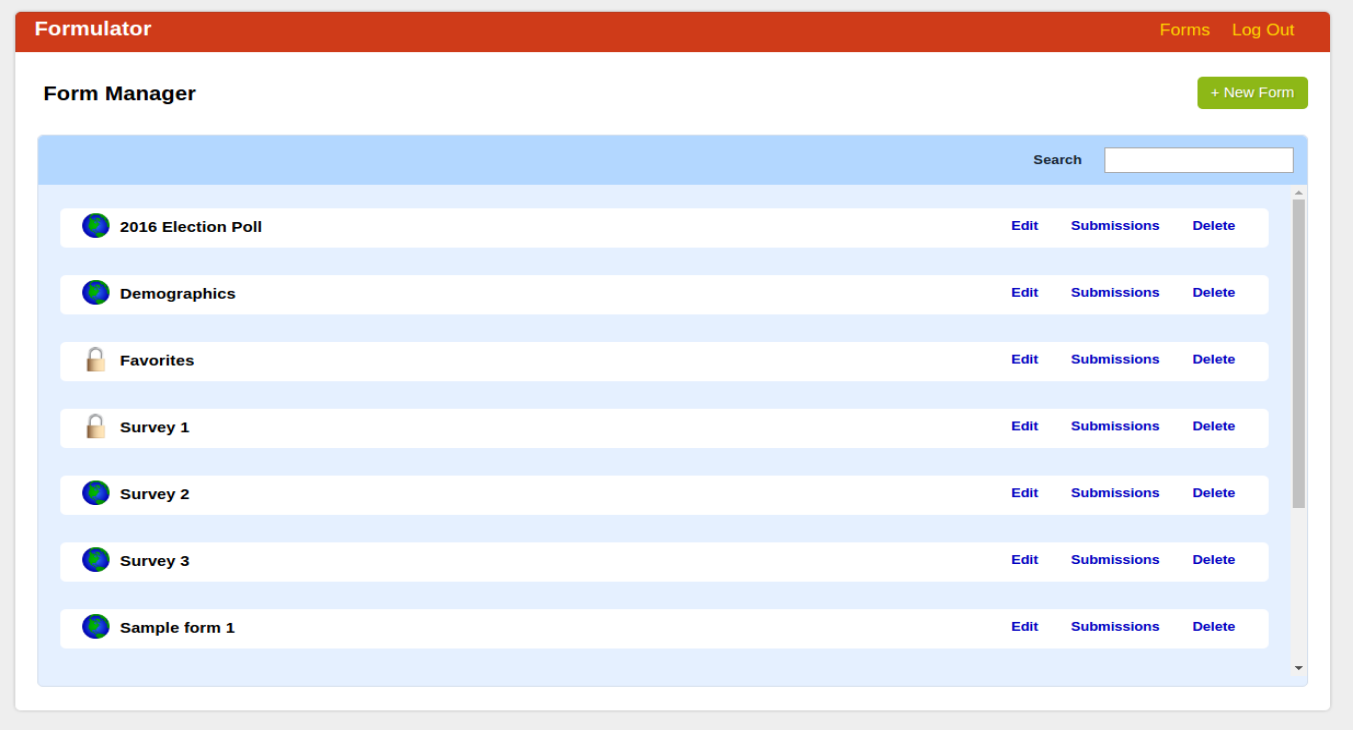 Formulator Forms Log Out
Form Manager + New Form
Search
2016 Election Poll Edit Submissions Delete
Demographics Edit Submissions Delete
Favorites Edit Submissions Delete
Survey 1 Edit Submissions Delete
Survey 2 Edit Submissions Delete
Survey 3 Edit Submissions Delete
Sample form 1 Edit Submissions Delete